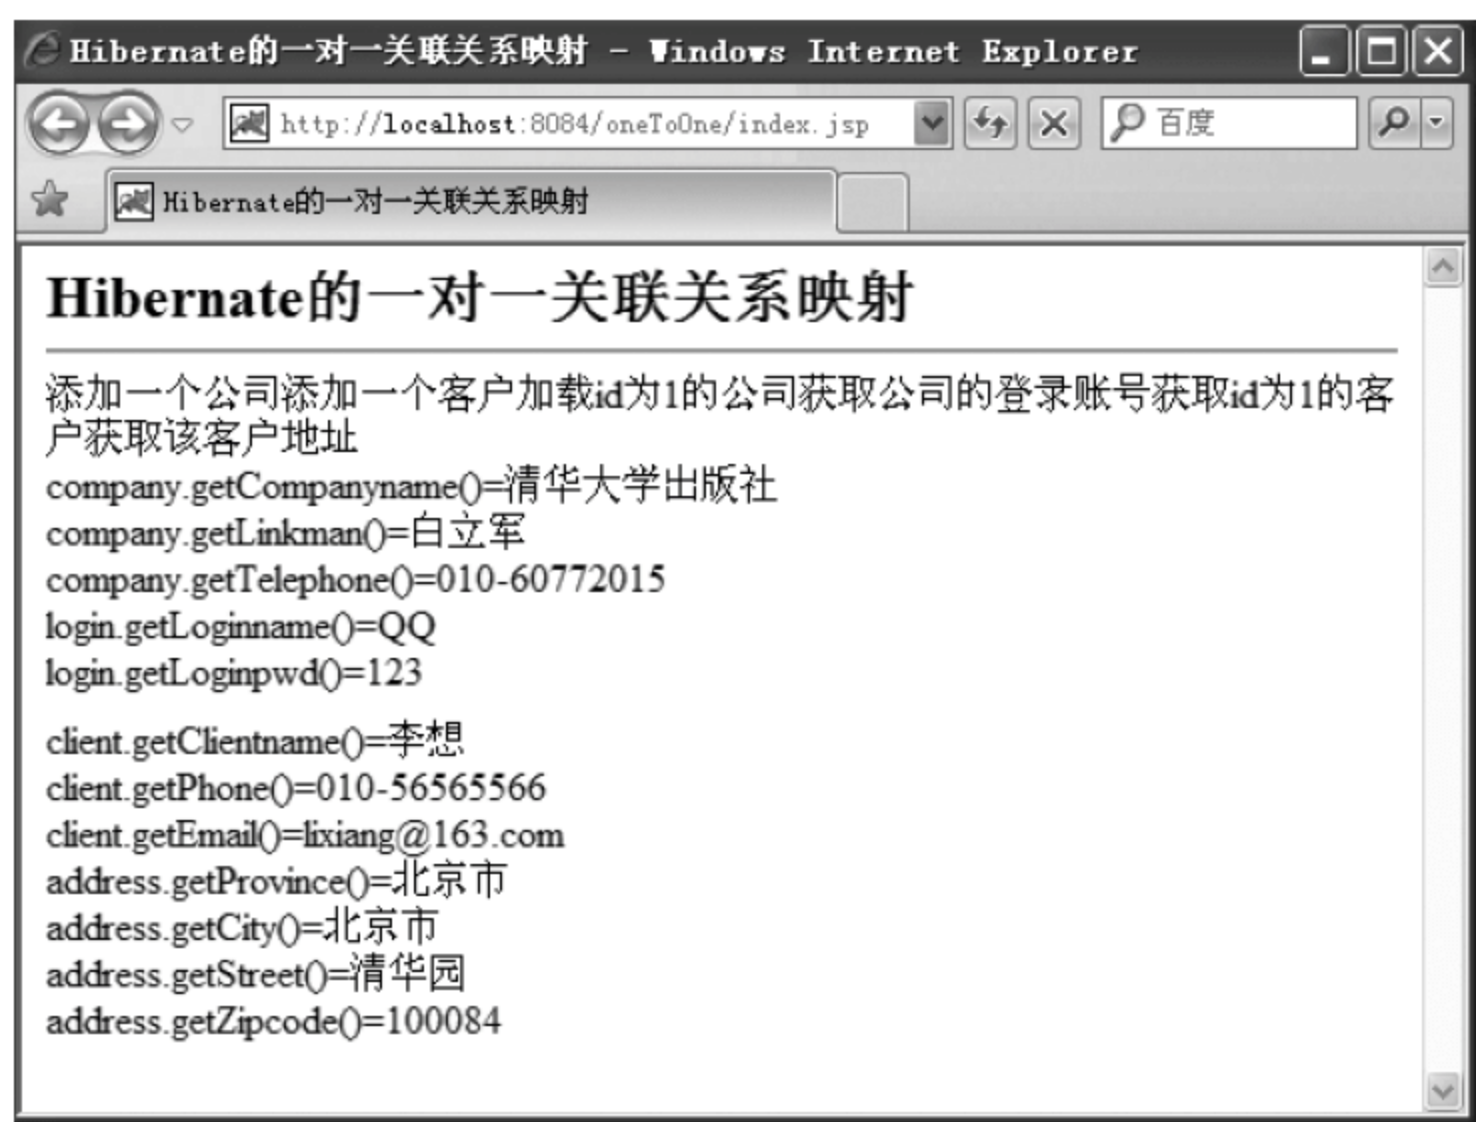 Hibernate的一对一关联关系映射 - Windows Internet Explorer
http://localhost:8084/oneToOne/index.jsp
百度
Hibernate的一对一关联关系映射
Hibernate的一对一关联关系映射
添加一个公司添加一个客户加载id为1的公司获取公司的登录账号获取id为1的客
户获取该客户地址
company.getCompanyname()=清华大学出版社
company.getLinkman()=白立军
company.getTelephone()=010-60772015
login.getLoginname()=QQ
login.getLoginpwd()=123
client.getClientname()=李想
client.getPhone()=010-56565566
client.getEmail()=lixiang@163.com
address.getProvince()=北京市
address.getCity()=北京市
address.getStreet()=清华园
address.getZipcode()=100084